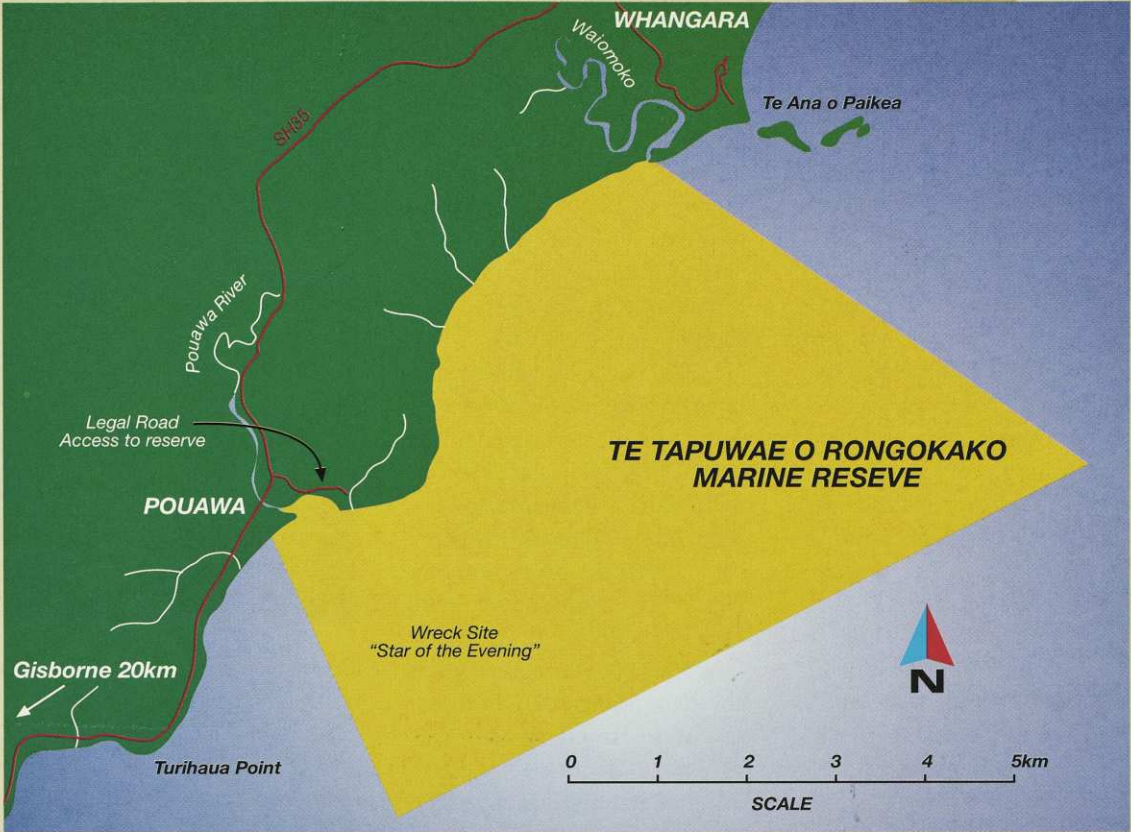 WHANGARA
Waiomoko
Te Ana o Paikea
SH35
Pouawa River
Legal Road
Access to reserve
TE TAPUWAE O RONGOKAKO
MARINE RESEVE
POUAWA
Wreck Site
"Star of the Evening"
Gisborne 20km
N
Turihaua Point
0 1 2 3 4 5km
SCALE